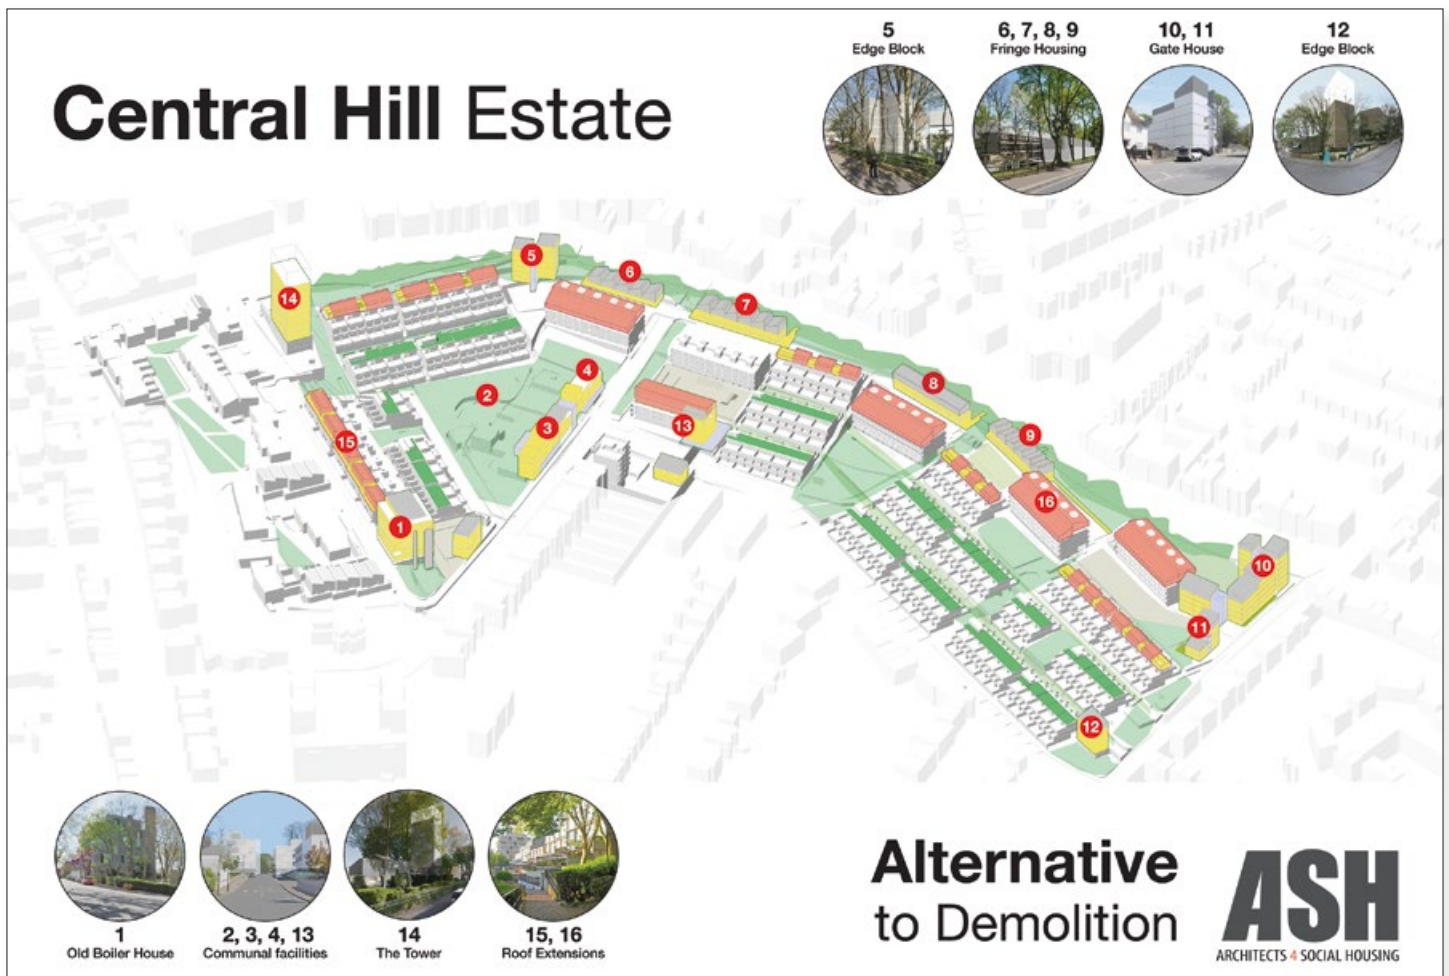 Central Hill Estate
5
Edge Block
6, 7, 8, 9
Fringe Housing
10, 11
Gate House
12
Edge Block
5
14
6
7
4
8
2
13
3
9
15
16
1
10
11
12
1
Old Boiler House
2, 3, 4, 13
Communal facilities
14
The Tower
15, 16
Roof Extensions
Alternative
to Demolition
ASH
ARCHITECTS 4 SOCIAL HOUSING